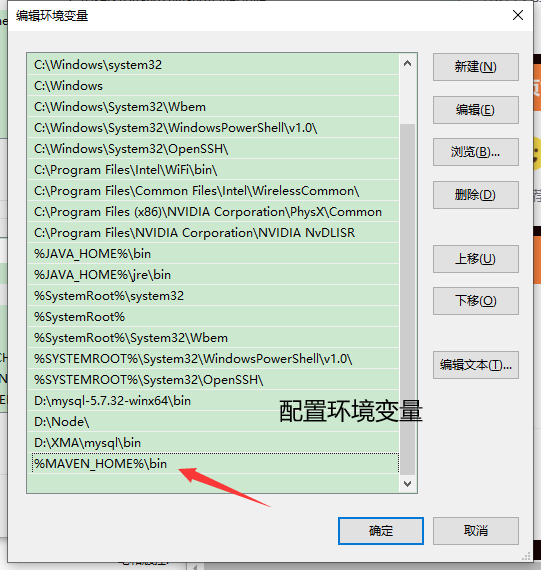 编辑环境变量
C:\Windows\system32
C:\Windows
C:\Windows\System32\Wbem
C:\Windows\System32\WindowsPowerShell\v1.0\
C:\Windows\System32\OpenSSH\
C:\Program Files\Intel\WiFi\bin\
C:\Program Files\Common Files\Intel\WirelessCommon\
C:\Program Files (x86)\NVIDIA Corporation\PhysX\Common
C:\Program Files\NVIDIA Corporation\NVIDIA NvDLISR
%JAVA_HOME%\bin
%JAVA_HOME%\jre\bin
%SystemRoot%\system32
%SystemRoot%
%SystemRoot%\System32\Wbem
%SYSTEMROOT%\System32\WindowsPowerShell\v1.0\
%SYSTEMROOT%\System32\OpenSSH\
D:\mysql-5.7.32-winx64\bin
D:\Node\
D:\XMA\mysql\bin
%MAVEN_HOME%\bin
配置环境变量
新建(N)
编辑(E)
浏览(B)...
删除(D)
上移(U)
下移(O)
编辑文本(T)...
确定
取消